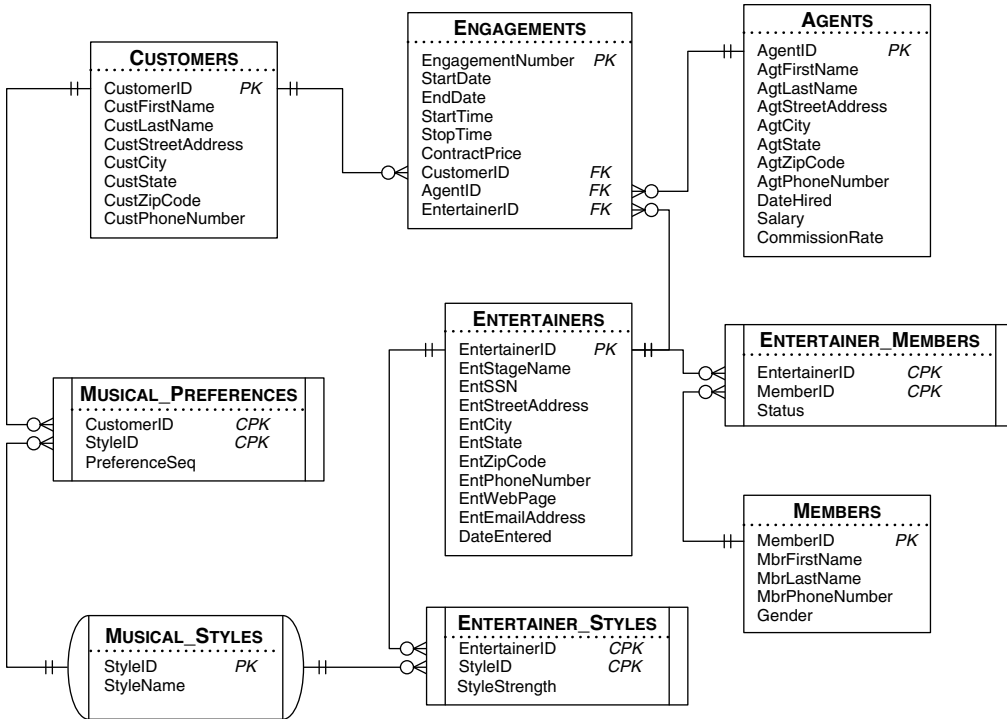 CUSTOMERS
CustomerID PK
CustFirstName
CustLastName
CustStreetAddress
CustCity
CustState
CustZipCode
CustPhoneNumber
ENGAGEMENTS
EngagementNumber PK
StartDate
EndDate
StartTime
StopTime
ContractPrice
CustomerID FK
AgentID FK
EntertainerID FK
AGENTS
AgentID PK
AgtFirstName
AgtLastName
AgtStreetAddress
AgtCity
AgtState
AgtZipCode
AgtPhoneNumber
DateHired
Salary
CommissionRate
MUSICAL_PREFERENCES
CustomerID CPK
StyleID CPK
PreferenceSeq
ENTERTAINERS
EntertainerID PK
EntStageName
EntSSN
EntStreetAddress
EntCity
EntState
EntZipCode
EntPhoneNumber
EntWebPage
EntEmailAddress
DateEntered
ENTERTAINER_MEMBERS
EntertainerID CPK
MemberID CPK
Status
MEMBERS
MemberID PK
MbrFirstName
MbrLastName
MbrPhoneNumber
Gender
MUSICAL_STYLES
StyleID PK
StyleName
ENTERTAINER_STYLES
EntertainerID CPK
StyleID CPK
StyleStrength